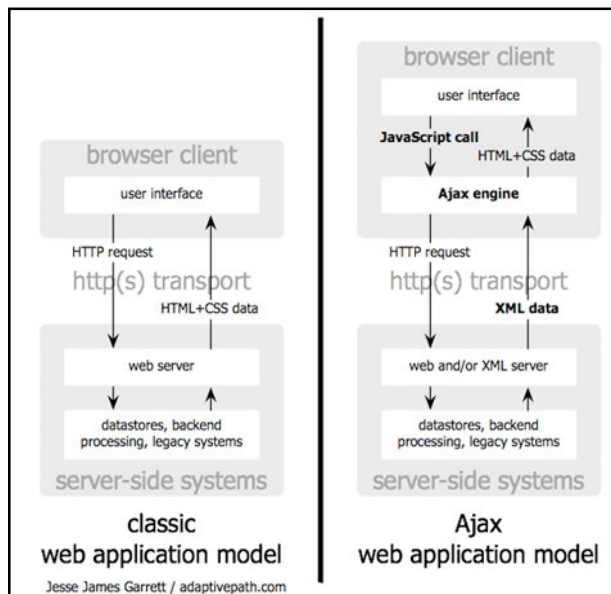 browser client
user interface
HTTP request
http(s) transport
HTML+CSS data
web server
datastores, backend
processing, legacy systems
server-side systems
classic
web application model
Jesse James Garrett / adaptivepath.com
browser client
user interface
JavaScript call
HTML+CSS data
Ajax engine
HTTP request
http(s) transport
XML data
web and/or XML server
datastores, backend
processing, legacy systems
server-side systems
Ajax
web application model